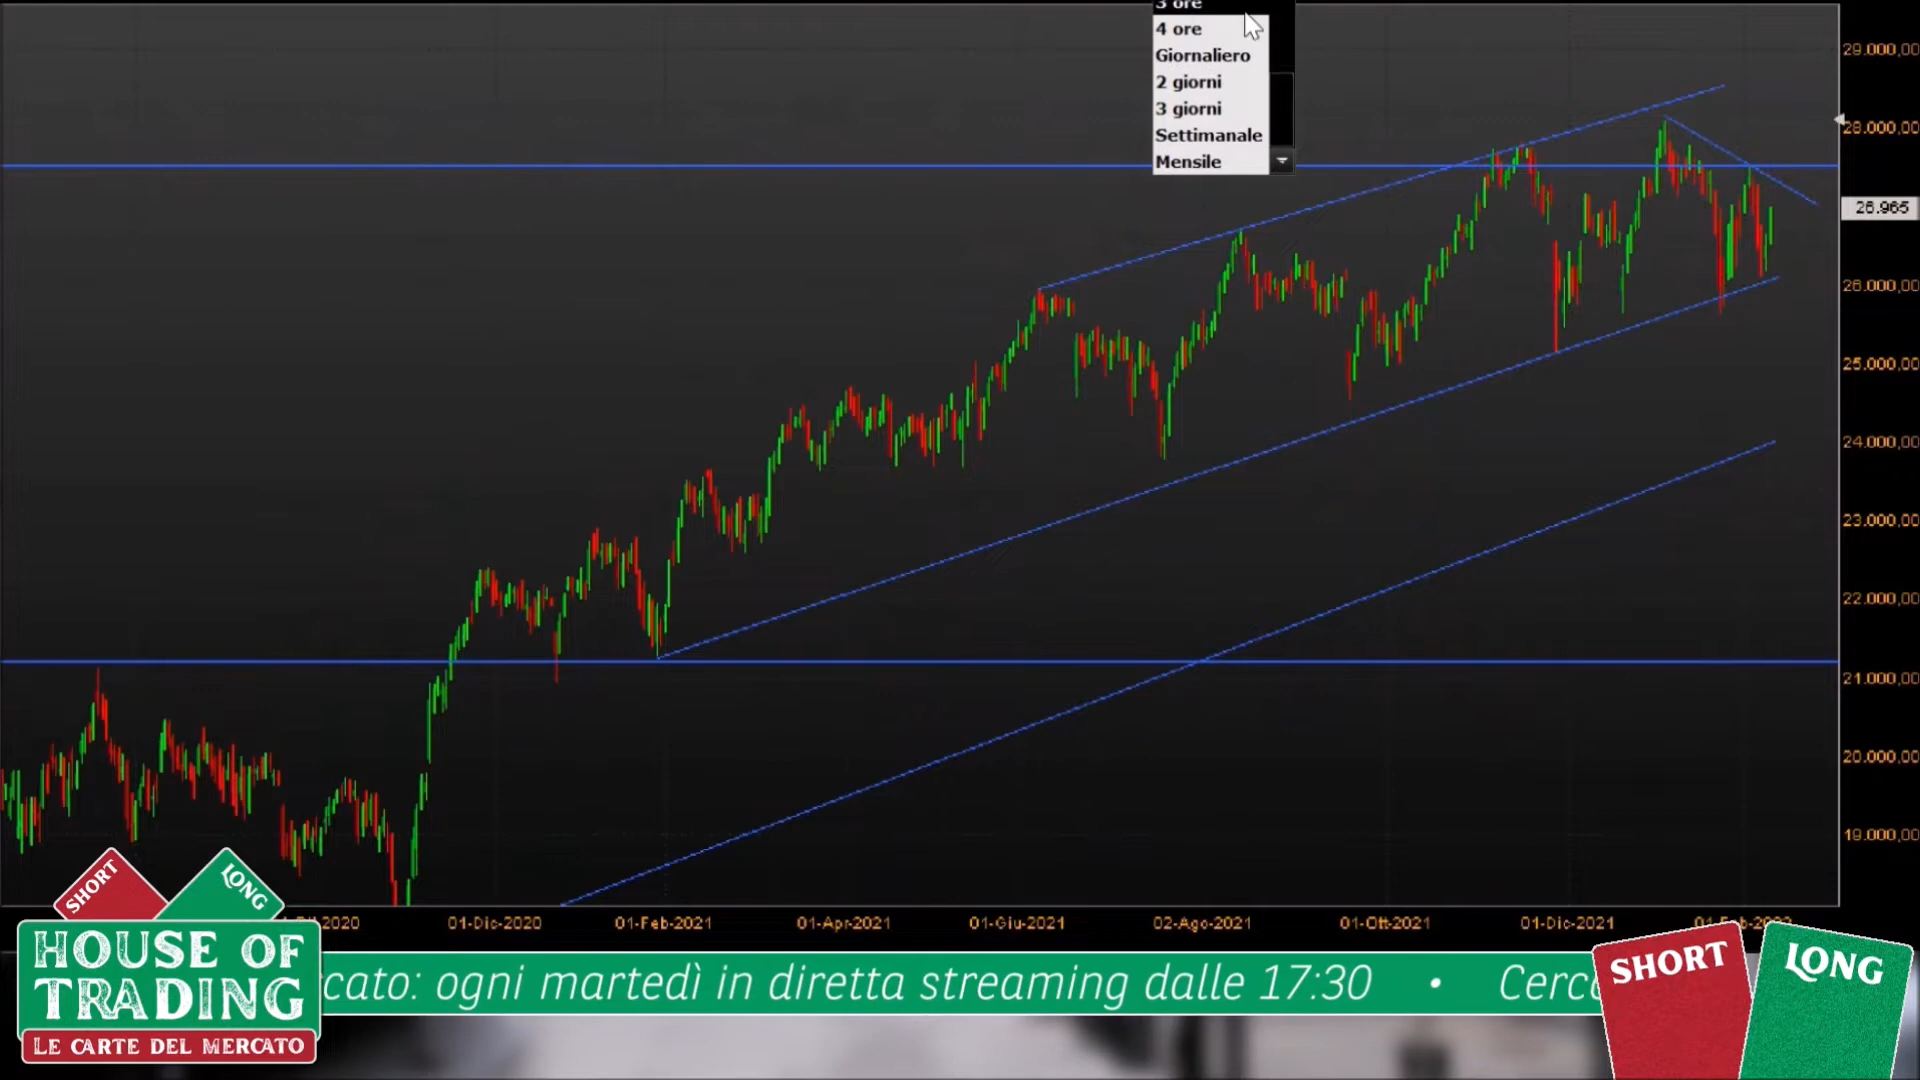 3 ore
4 ore
Giornaliero
2 giorni
3 giorni
Settimanale
Mensile
29.000,00
28.000,00
26.965
26.000,00
25.000,00
24.000,00
23.000,00
22.000,00
21.000,00
20.000,00
19.000,00
2020
01-Dic-2020
01-Feb-2021
01-Apr-2021
01-Giu-2021
02-Ago-2021
01-Ott-2021
01-Dic-2021
SHORT
LONG
HOUSE OF
TRADING
LE CARTE DEL MERCATO
cato: ogni martedì in diretta streaming dalle 17:30 • Cerc
SHORT
LONG